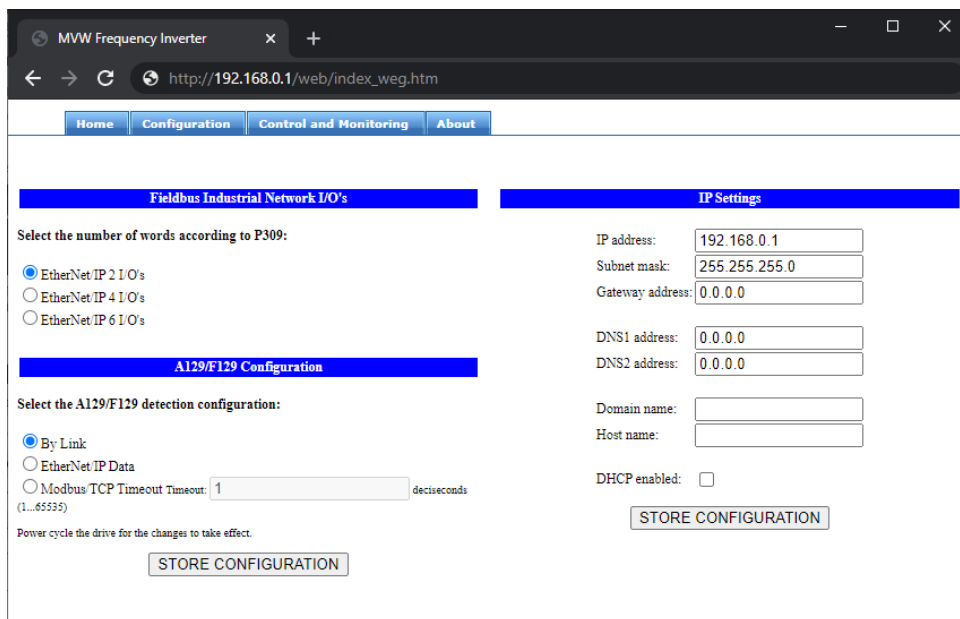 MVW Frequency Inverter
http://192.168.0.1/web/index_weg.htm
Home Configuration Control and Monitoring About
Fieldbus Industrial Network I/O's
Select the number of words according to P309:
EtherNet/IP 2 I/O's
EtherNet/IP 4 I/O's
EtherNet/IP 6 I/O's
A129/F129 Configuration
Select the A129/F129 detection configuration:
By Link
EtherNet/IP Data
Modbus/TCP Timeout Timeout: 1 deciseconds
(1...65535)
Power cycle the drive for the changes to take effect.
STORE CONFIGURATION
IP Settings
IP address: 192.168.0.1
Subnet mask: 255.255.255.0
Gateway address: 0.0.0.0
DNS1 address: 0.0.0.0
DNS2 address: 0.0.0.0
Domain name:
Host name:
DHCP enabled:
STORE CONFIGURATION